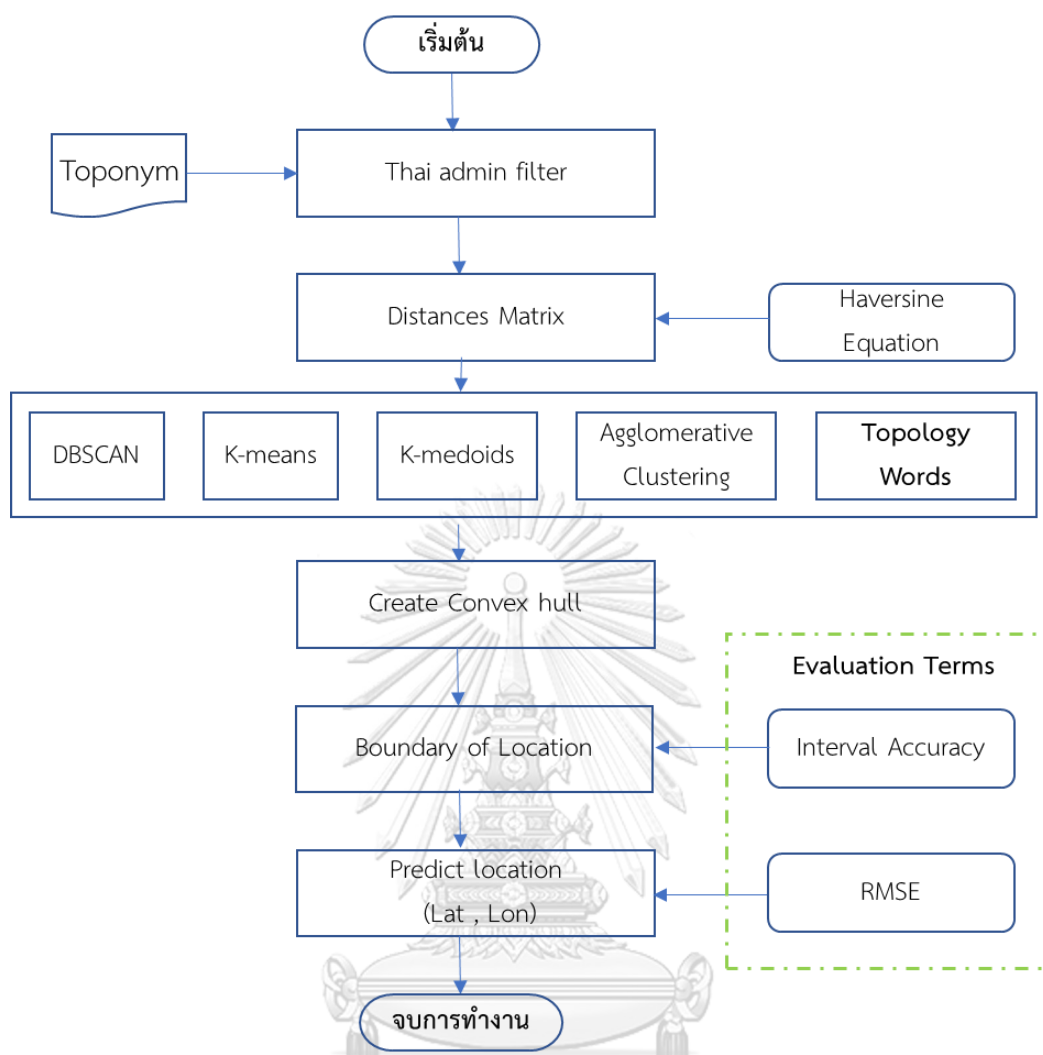 เริ่มต้น
Toponym
Thai admin filter
Distances Matrix
Haversine
Equation
DBSCAN
K-means
K-medoids
Agglomerative
Clustering
Topology
Words
Create Convex hull
Evaluation Terms
Boundary of Location
Interval Accuracy
Predict location
(Lat , Lon)
RMSE
จบการทำงาน